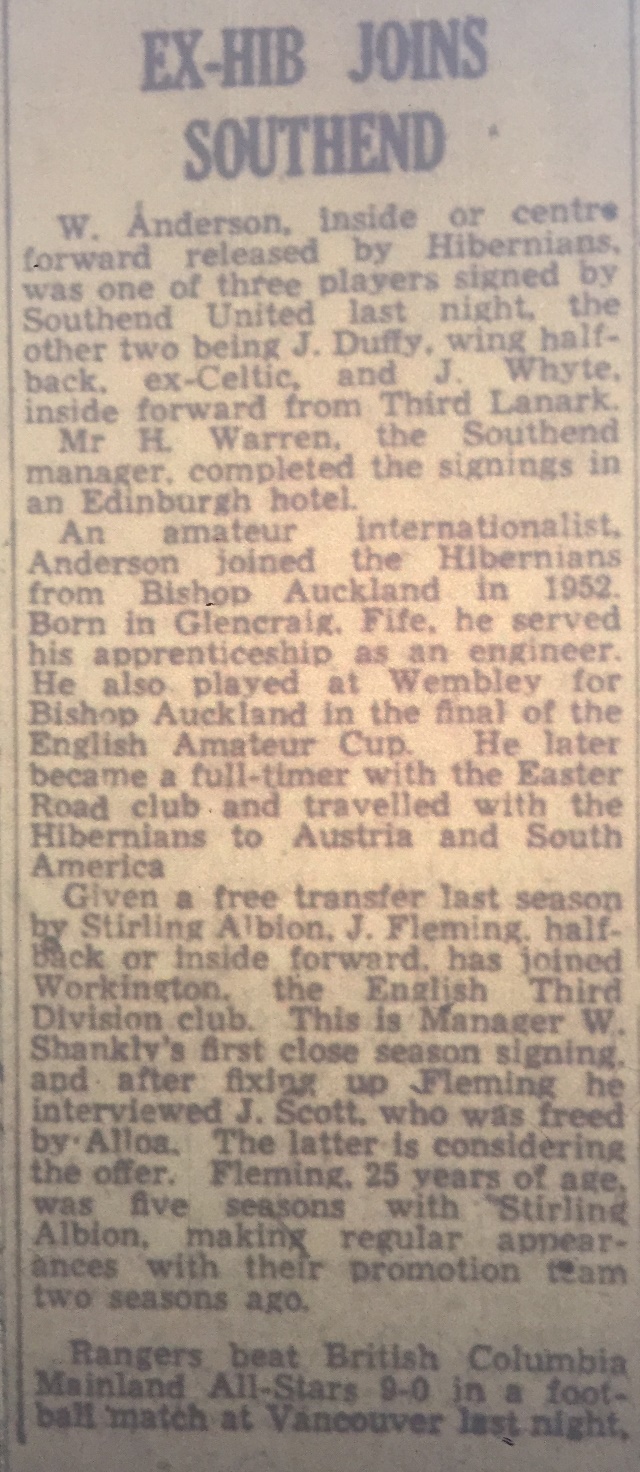 EX-HIB JOINS
SOUTHEND
W. Anderson, inside or centre
forward released by Hibernians,
was one of three players signed by
Southend United last night, the
other two being J. Duffy, wing half-
back, ex-Celtic, and J. Whyte,
inside forward from Third Lanark.
Mr H. Warren, the Southend
manager, completed the signings in
an Edinburgh hotel.
An amateur internationalist,
Anderson joined the Hibernians
from Bishop Auckland in 1952.
Born in Glencraig, Fife, he served
his apprenticeship as an engineer.
He also played at Wembley for
Bishop Auckland in the final of the
English Amateur Cup. He later
became a full-timer with the Easter
Road club and travelled with the
Hibernians to Austria and South
America
Given a free transfer last season
by Stirling Albion, J. Fleming, half-
back or inside forward, has joined
Workington, the English Third
Division club. This is Manager W.
Shankly's first close season signing,
and after fixing up Fleming he
interviewed J. Scott, who was freed
by Alloa. The latter is considering
the offer. Fleming, 25 years of age,
was five seasons with Stirling
Albion, making regular appear-
ances with their promotion team
two seasons ago.
Rangers beat British Columbia
Mainland All-Stars 9-0 in a foot-
ball match at Vancouver last night.